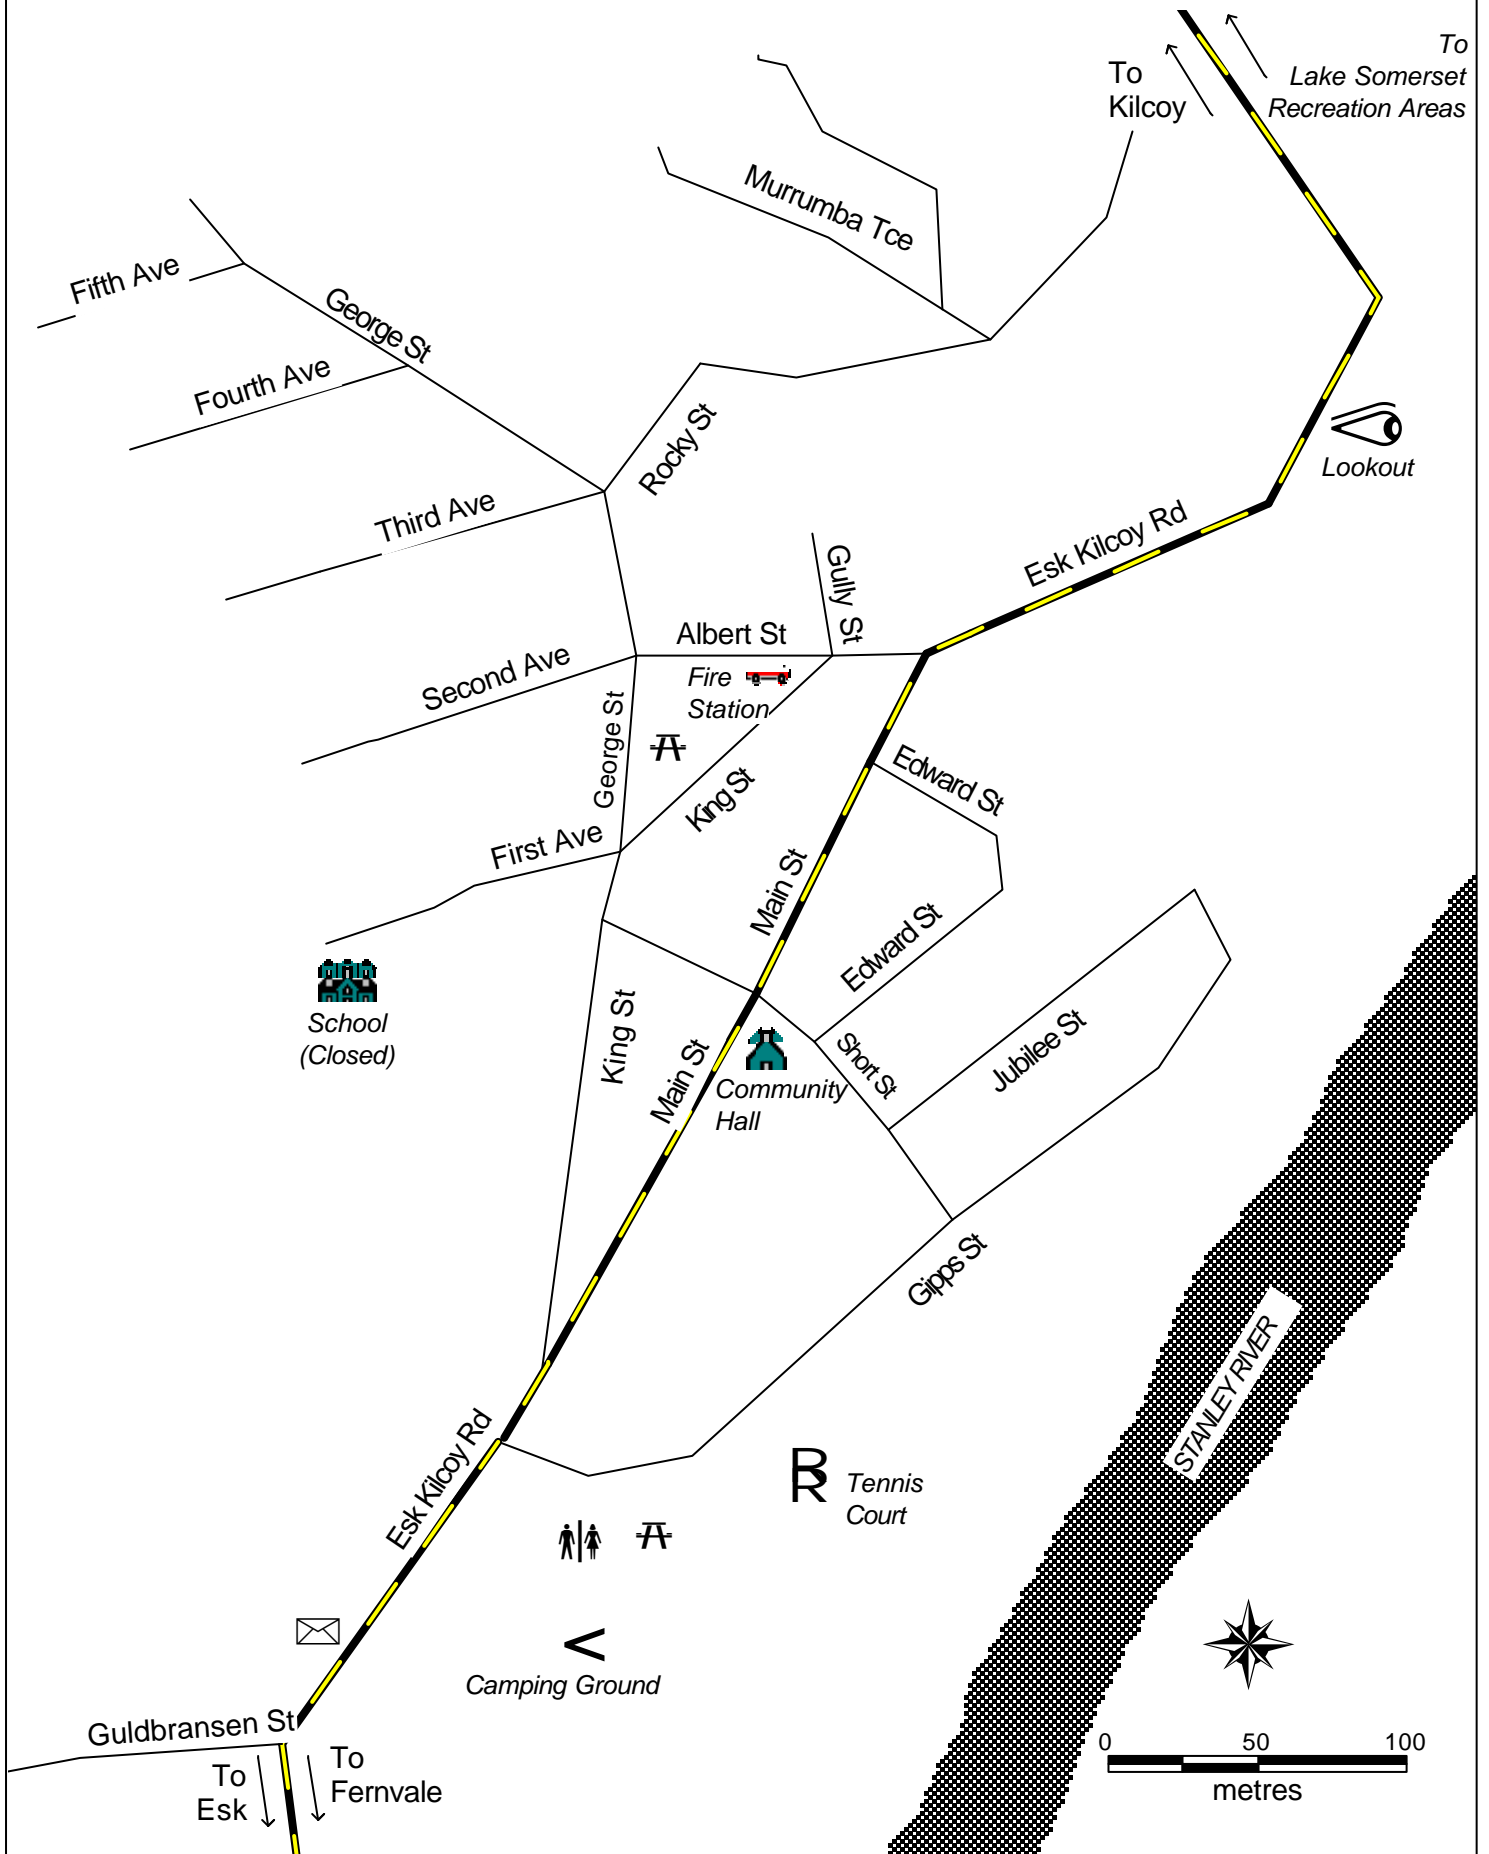 To
Lake Somerset
Recreation Areas
To
Kilcoy
Murrumba Tce
Fifth Ave
George St
Fourth Ave
Rocky St
Lookout
Third Ave
Esk Kilcoy Rd
Gully St
Albert St
Second Ave
Fire
Station
George St
Edward St
King St
First Ave
Main St
Edward St
School
(Closed)
King St
Main St
Short St
Jubilee St
Community
Hall
Gipps St
STANLEY RIVER
Esk Kilcoy Rd
R
R
Tennis
Court
Camping Ground
Guldbransen St
To
Esk
To
Fernvale
0 50 100
metres